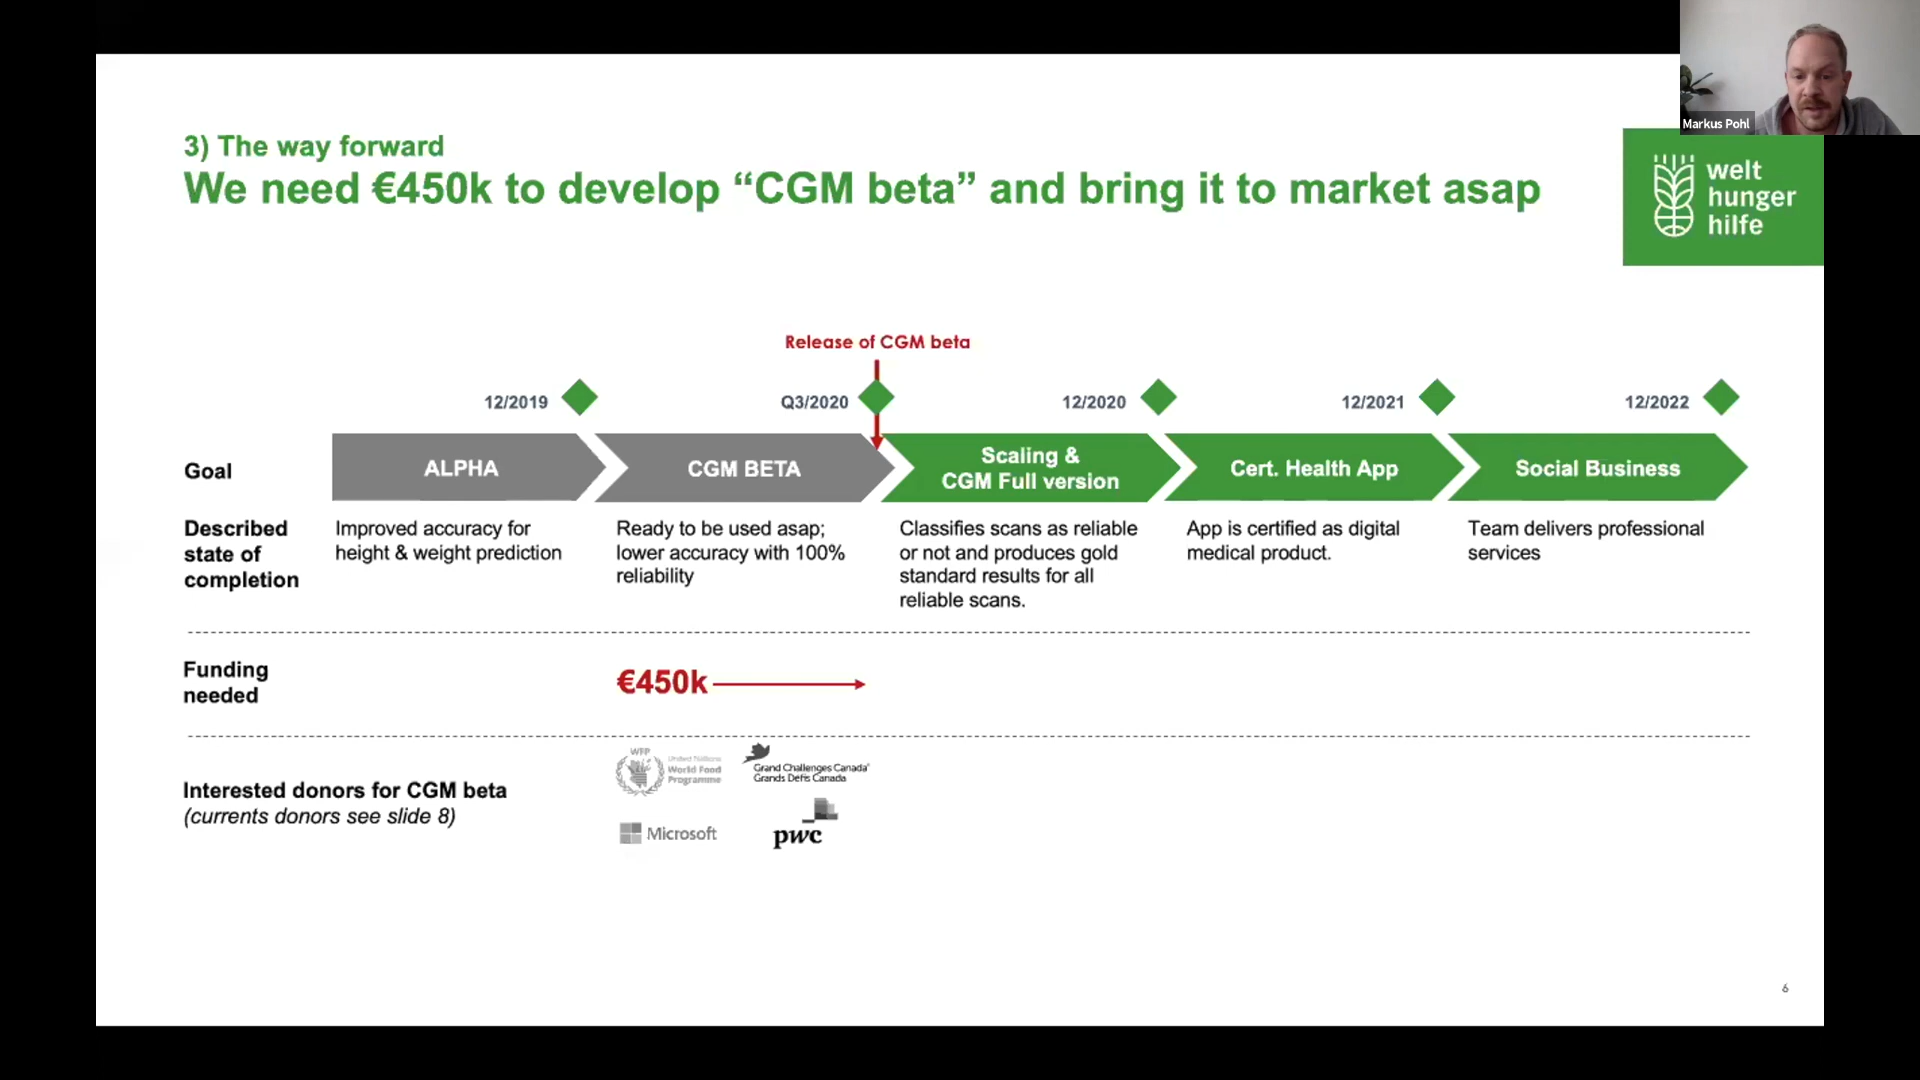 Markus Pohl
3) The way forward
We need €450k to develop “CGM beta” and bring it to market asap
welt
hunger
hilfe
Release of CGM beta
12/2019
Q3/2020
12/2020
12/2021
12/2022
Goal
ALPHA
CGM BETA
Scaling &
CGM Full version
Cert. Health App
Social Business
Described
state of
completion
Improved accuracy for
height & weight prediction
Ready to be used asap;
lower accuracy with 100%
reliability
Classifies scans as reliable
or not and produces gold
standard results for all
reliable scans.
App is certified as digital
medical product.
Team delivers professional
services
Funding
needed
€450k
Interested donors for CGM beta
(currents donors see slide 8)
WFP
United Nations
World Food
Programme
Grand Challenges Canada®
Grands Défis Canada
Microsoft
pwc
6